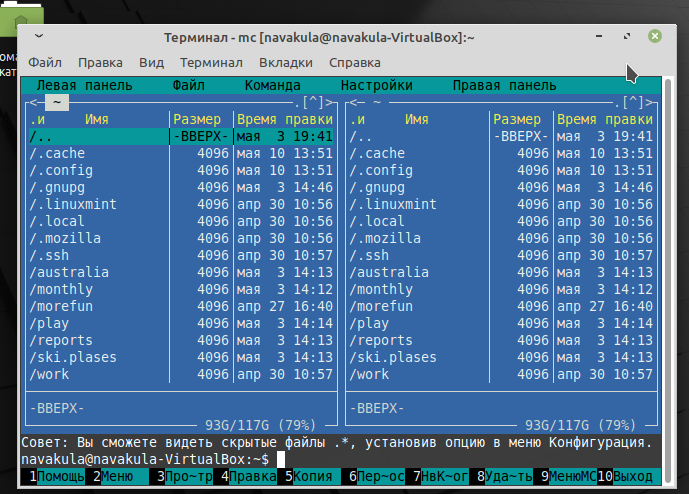 Терминал - mc [navakula@navakula-VirtualBox]:~
Файл Правка Вид Терминал Вкладки Справка
Левая панель Файл Команда Настройки Правая панель
<─ ~ .[^]> <─ ~ .[^]>
.и Имя Размер Время правки .и Имя Размер Время правки
/.. -ВВЕРХ- мая 3 19:41 /.. -ВВЕРХ- мая 3 19:41
/.cache 4096 мая 10 13:51 /.cache 4096 мая 10 13:51
/.config 4096 мая 10 13:51 /.config 4096 мая 10 13:51
/.gnupg 4096 мая 3 14:46 /.gnupg 4096 мая 3 14:46
/.linuxmint 4096 апр 30 10:56 /.linuxmint 4096 апр 30 10:56
/.local 4096 апр 30 10:56 /.local 4096 апр 30 10:56
/.mozilla 4096 апр 30 10:56 /.mozilla 4096 апр 30 10:56
/.ssh 4096 апр 30 10:57 /.ssh 4096 апр 30 10:57
/australia 4096 мая 3 14:13 /australia 4096 мая 3 14:13
/monthly 4096 мая 3 14:12 /monthly 4096 мая 3 14:12
/morefun 4096 апр 27 16:40 /morefun 4096 апр 27 16:40
/play 4096 мая 3 14:14 /play 4096 мая 3 14:14
/reports 4096 мая 3 14:13 /reports 4096 мая 3 14:13
/ski.plases 4096 мая 3 14:13 /ski.plases 4096 мая 3 14:13
/work 4096 апр 30 10:57 /work 4096 апр 30 10:57
-ВВЕРХ- -ВВЕРХ-
93G/117G (79%) 93G/117G (79%)
Совет: Вы сможете видеть скрытые файлы .*, установив опцию в меню Конфигурация.
navakula@navakula-VirtualBox:~$
1Помощь 2Меню 3Про~тр 4Правка 5Копия 6Пер~ос 7НвК~ог 8Уда~ть 9МенюMC 10Выход